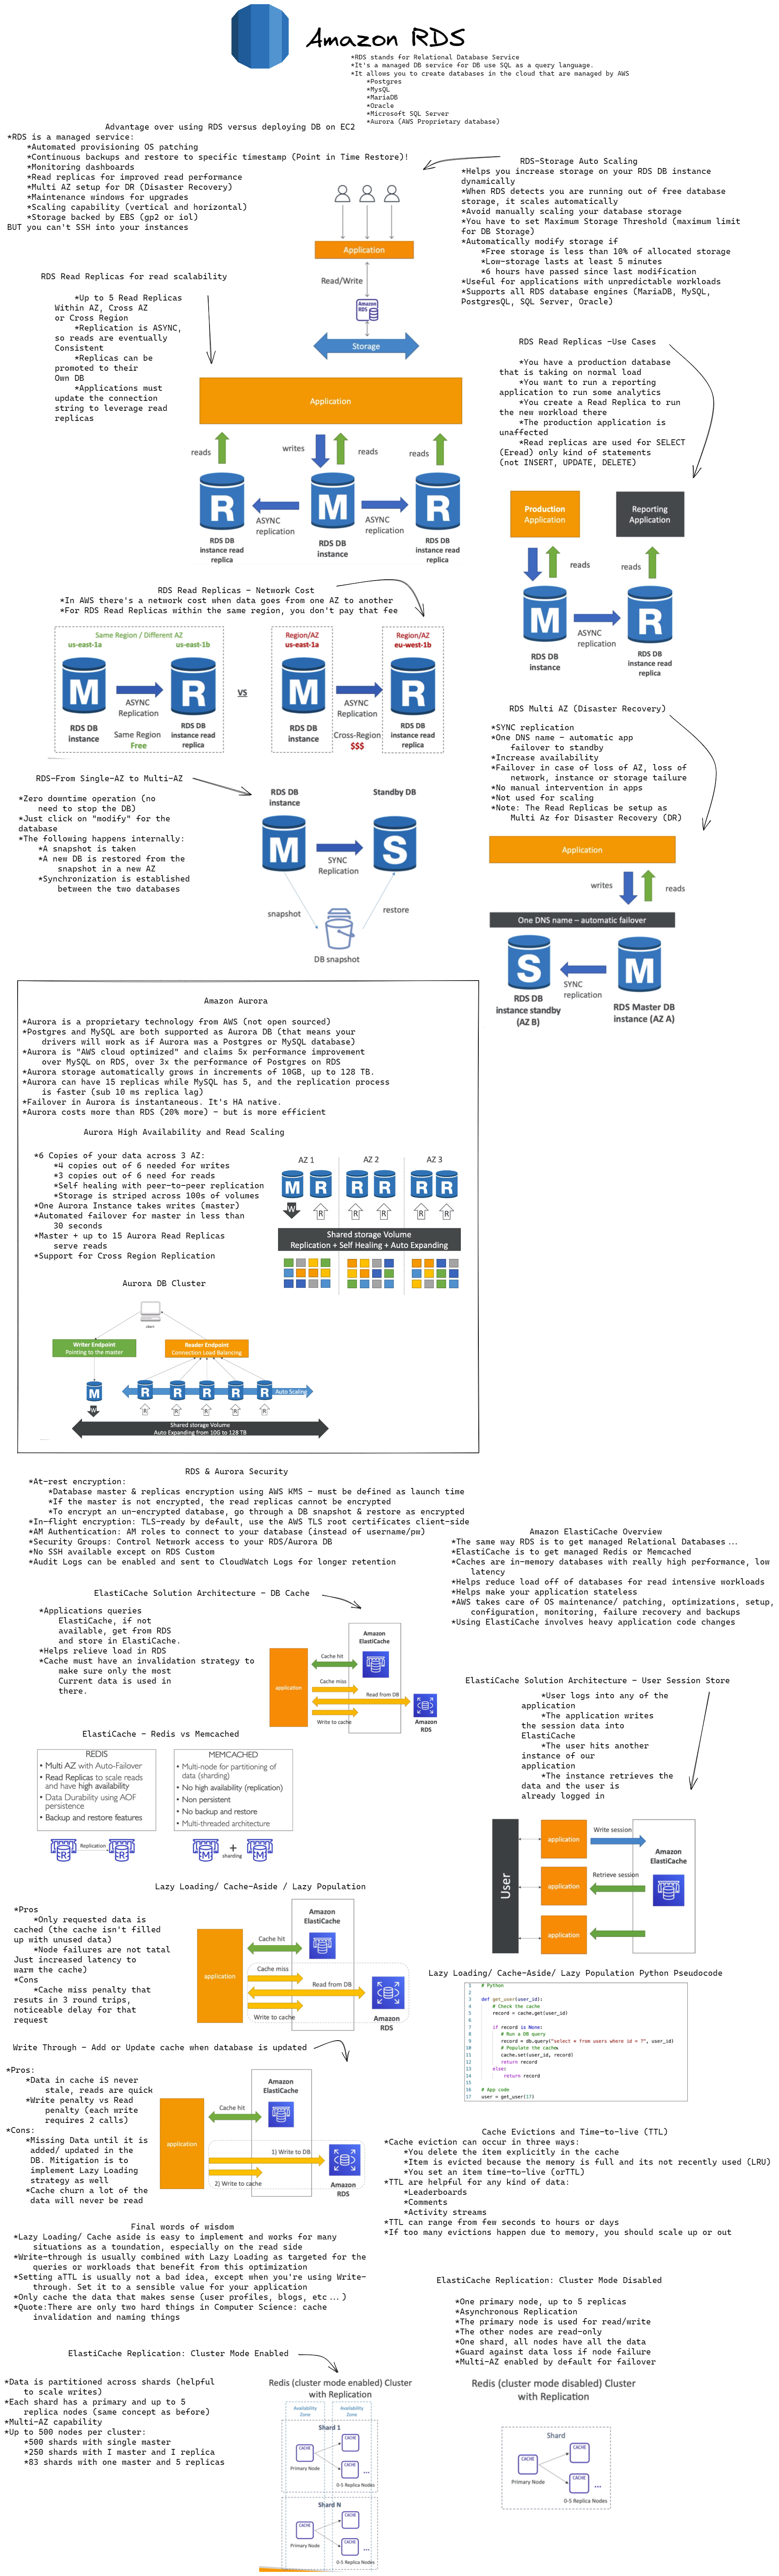 Amazon RDS
*RDS stands for Relational Database Service
*It's a managed DB service for DB use SQL as a query language.
*It allows you to create databases in the cloud that are managed by AWS
*Postgres
*MysQL
*MariaDB
*Oracle
*Microsoft SQL Server
*Aurora (AWS Proprietary database)
Advantage over using RDS versus deploying DB on EC2
*RDS is a managed service:
*Automated provisioning OS patching
*Continuous backups and restore to specific timestamp (Point in Time Restore)!
*Monitoring dashboards
*Read replicas for improved read performance
*Multi AZ setup for DR (Disaster Recovery)
*Maintenance windows for upgrades
*Scaling capability (vertical and horizontal)
*Storage backed by EBS (gp2 or iol)
BUT you can't SSH into your instances
Application
Read/Write
Amazon RDS
Storage
RDS-Storage Auto Scaling
*Helps you increase storage on your RDS DB instance
dynamically
*When RDS detects you are running out of free database
storage, it scales automatically
*Avoid manually scaling your database storage
*You have to set Maximum Storage Threshold (maximum limit
for DB Storage)
*Automatically modify storage if
*Free storage is less than 10% of allocated storage
*Low-storage lasts at least 5 minutes
*6 hours have passed since last modification
*Useful for applications with unpredictable workloads
*Supports all RDS database engines (MariaDB, MySQL,
PostgresQL, SQL Server, Oracle)
RDS Read Replicas for read scalability
*Up to 5 Read Replicas
Within AZ, Cross AZ
or Cross Region
*Replication is ASYNC,
so reads are eventually
Consistent
*Replicas can be
promoted to their
Own DB
*Applications must
update the connection
string to leverage read
replicas
Application
reads
writes
reads
reads
R
M
R
ASYNC
replication
ASYNC
replication
RDS DB
instance read
replica
RDS DB
instance
RDS DB
instance read
replica
RDS Read Replicas -Use Cases
*You have a production database
that is taking on normal load
*You want to run a reporting
application to run some analytics
*You create a Read Replica to run
the new workload there
*The production application is
unaffected
*Read replicas are used for SELECT
(Eread) only kind of statements
(not INSERT, UPDATE, DELETE)
Production
Application
Reporting
Application
reads
reads
M
R
ASYNC
replication
RDS DB
instance
RDS DB
instance read
replica
RDS Read Replicas - Network Cost
*In AWS there's a network cost when data goes from one AZ to another
*For RDS Read Replicas within the same region, you don't pay that fee
Same Region / Different AZ
us-east-1a
us-east-1b
M
R
ASYNC
Replication
RDS DB
instance
Same Region
Free
RDS DB
instance read
replica
VS
Region/AZ
us-east-1a
Region/AZ
eu-west-1b
M
R
ASYNC
Replication
RDS DB
instance
Cross-Region
$$$
RDS DB
instance read
replica
RDS Multi AZ (Disaster Recovery)
*SYNC replication
*One DNS name - automatic app
failover to standby
*Increase availability
*Failover in case of loss of AZ, loss of
network, instance or storage failure
*No manual intervention in apps
*Not used for scaling
*Note: The Read Replicas be setup as
Multi Az for Disaster Recovery (DR)
Application
writes
reads
One DNS name – automatic failover
S
M
SYNC
replication
RDS DB
instance standby
(AZ B)
RDS Master DB
instance (AZ A)
RDS-From Single-AZ to Multi-AZ
*Zero downtime operation (no
need to stop the DB)
*Just click on "modify" for the
database
*The following happens internally:
*A snapshot is taken
*A new DB is restored from the
snapshot in a new AZ
*Synchronization is established
between the two databases
RDS DB
instance
Standby DB
M
S
SYNC
Replication
snapshot
restore
DB snapshot
Amazon Aurora
*Aurora is a proprietary technology from AWS (not open sourced)
*Postgres and MySQL are both supported as Aurora DB (that means your
drivers will work as if Aurora was a Postgres or MySQL database)
*Aurora is "AWS cloud optimized" and claims 5x performance improvement
over MySQL on RDS, over 3x the performance of Postgres on RDS
*Aurora storage automatically grows in increments of 10GB, up to 128 TB.
*Aurora can have 15 replicas while MySQL has 5, and the replication process
is faster (sub 10 ms replica lag)
*Failover in Aurora is instantaneous. It's HA native.
*Aurora costs more than RDS (20% more) - but is more efficient
Aurora High Availability and Read Scaling
*6 Copies of your data across 3 AZ:
*4 copies out of 6 needed for writes
*3 copies out of 6 need for reads
*Self healing with peer-to-peer replication
*Storage is striped across 100s of volumes
*One Aurora Instance takes writes (master)
*Automated failover for master in less than
30 seconds
*Master + up to 15 Aurora Read Replicas
serve reads
*Support for Cross Region Replication
AZ 1
AZ 2
AZ 3
M R R R R R
W R R R R R
Shared storage Volume
Replication + Self Healing + Auto Expanding
Aurora DB Cluster
client
Writer Endpoint
Pointing to the master
Reader Endpoint
Connection Load Balancing
M R R R R R
Auto Scaling
W R R R R R
Shared storage Volume
Auto Expanding from 10G to 128 TB
RDS & Aurora Security
*At-rest encryption:
*Database master & replicas encryption using AWS KMS - must be defined as launch time
*If the master is not encrypted, the read replicas cannot be encrypted
*To encrypt an un-encrypted database, go through a DB snapshot & restore as encrypted
*In-flight encryption: TLS-ready by default, use the AWS TLS root certificates client-side
*AM Authentication: AM roles to connect to your database (instead of username/pw)
*Security Groups: Control Network access to your RDS/Aurora DB
*No SSH available except on RDS Custom
*Audit Logs can be enabled and sent to CloudWatch Logs for longer retention
Amazon ElastiCache Overview
*The same way RDS is to get managed Relational Databases...
*ElastiCache is to get managed Redis or Memcached
*Caches are in-memory databases with really high performance, low
latency
*Helps reduce load off of databases for read intensive workloads
*Helps make your application stateless
*AWS takes care of OS maintenance/ patching, optimizations, setup,
configuration, monitoring, failure recovery and backups
*Using ElastiCache involves heavy application code changes
ElastiCache Solution Architecture - DB Cache
*Applications queries
ElastiCache, if not
available, get from RDS
and store in ElastiCache.
*Helps relieve load in RDS
*Cache must have an invalidation strategy to
make sure only the most
Current data is used in
there.
Amazon
ElastiCache
Cache hit
application
Cache miss
Read from DB
Write to cache
Amazon
RDS
ElastiCache Solution Architecture - User Session Store
*User logs into any of the
application
*The application writes
the session data into
ElastiCache
*The user hits another
instance of our
application
*The instance retrieves the
data and the user is
already logged in
User
application
Write session
Amazon
ElastiCache
application
Retrieve session
application
ElastiCache - Redis vs Memcached
REDIS
• Multi AZ with Auto-Failover
• Read Replicas to scale reads
and have high availability
• Data Durability using AOF
persistence
• Backup and restore features
Replication
MEMCACHED
• Multi-node for partitioning of
data (sharding)
• No high availability (replication)
• Non persistent
• No backup and restore
• Multi-threaded architecture
+
sharding
Lazy Loading/ Cache-Aside / Lazy Population
*Pros
*Only requested data is
cached (the cache isn't filled
up with unused data)
*Node failures are not tatal
Just increased latency to
warm the cache)
*Cons
*Cache miss penalty that
resuts in 3 round trips,
noticeable delay for that
request
Amazon
ElastiCache
Cache hit
application
Cache miss
Read from DB
Write to cache
Amazon
RDS
Lazy Loading/ Cache-Aside/ Lazy Population Python Pseudocode
1 # Python
2
3 def get_user(user_id):
4 # Check the cache
5 record = cache.get(user_id)
6
7 if record is None:
8 # Run a DB query
9 record = db.query("select * from users where id = ?", user_id)
10 # Populate the cache
11 cache.set(user_id, record)
12 return record
13 else:
14 return record
15
16 # App code
17 user = get_user(17)
Write Through - Add or Update cache when database is updated
*Pros:
*Data in cache iS never
stale, reads are quick
*Write penalty vs Read
penalty (each write
requires 2 calls)
*Cons:
*Missing Data until it is
added/ updated in the
DB. Mitigation is to
implement Lazy Loading
strategy as well
*Cache churn a lot of the
data will never be read
Amazon
ElastiCache
Cache hit
application
1) Write to DB
2) Write to cache
Amazon
RDS
Cache Evictions and Time-to-live (TTL)
*Cache eviction can occur in three ways:
*You delete the item explicitly in the cache
*Item is evicted because the memory is full and its not recently used (LRU)
*You set an item time-to-live (orTTL)
*TTL are helpful for any kind of data:
*Leaderboards
*Comments
*Activity streams
*TTL can range from few seconds to hours or days
*If too many evictions happen due to memory, you should scale up or out
Final words of wisdom
*Lazy Loading/ Cache aside is easy to implement and works for many
situations as a foundation, especially on the read side
*Write-through is usually combined with Lazy Loading as targeted for the
queries or workloads that benefit from this optimization
*Setting aTTL is usually not a bad idea, except when you're using Write-
through. Set it to a sensible value for your application
*Only cache the data that makes sense (user profiles, blogs, etc...)
*Quote:There are only two hard things in Computer Science: cache
invalidation and naming things
ElastiCache Replication: Cluster Mode Disabled
*One primary node, up to 5 replicas
*Asynchronous Replication
*The primary node is used for read/write
*The other nodes are read-only
*One shard, all nodes have all the data
*Guard against data loss if node failure
*Multi-AZ enabled by default for failover
Redis (cluster mode disabled) Cluster
with Replication
Shard
CACHE
CACHE
CACHE
...
Primary Node
0-5 Replica Nodes
ElastiCache Replication: Cluster Mode Enabled
*Data is partitioned across shards (helpful
to scale writes)
*Each shard has a primary and up to 5
replica nodes (same concept as before)
*Multi-AZ capability
*Up to 500 nodes per cluster:
*500 shards with single master
*250 shards with I master and I replica
*83 shards with one master and 5 replicas
Redis (cluster mode enabled) Cluster
with Replication
Availability
Zone
Availability
Zone
Shard 1
CACHE
CACHE
CACHE
...
Primary Node
0-5 Replica Nodes
Shard N
CACHE
CACHE
CACHE
...
Primary Node
0-5 Replica Nodes